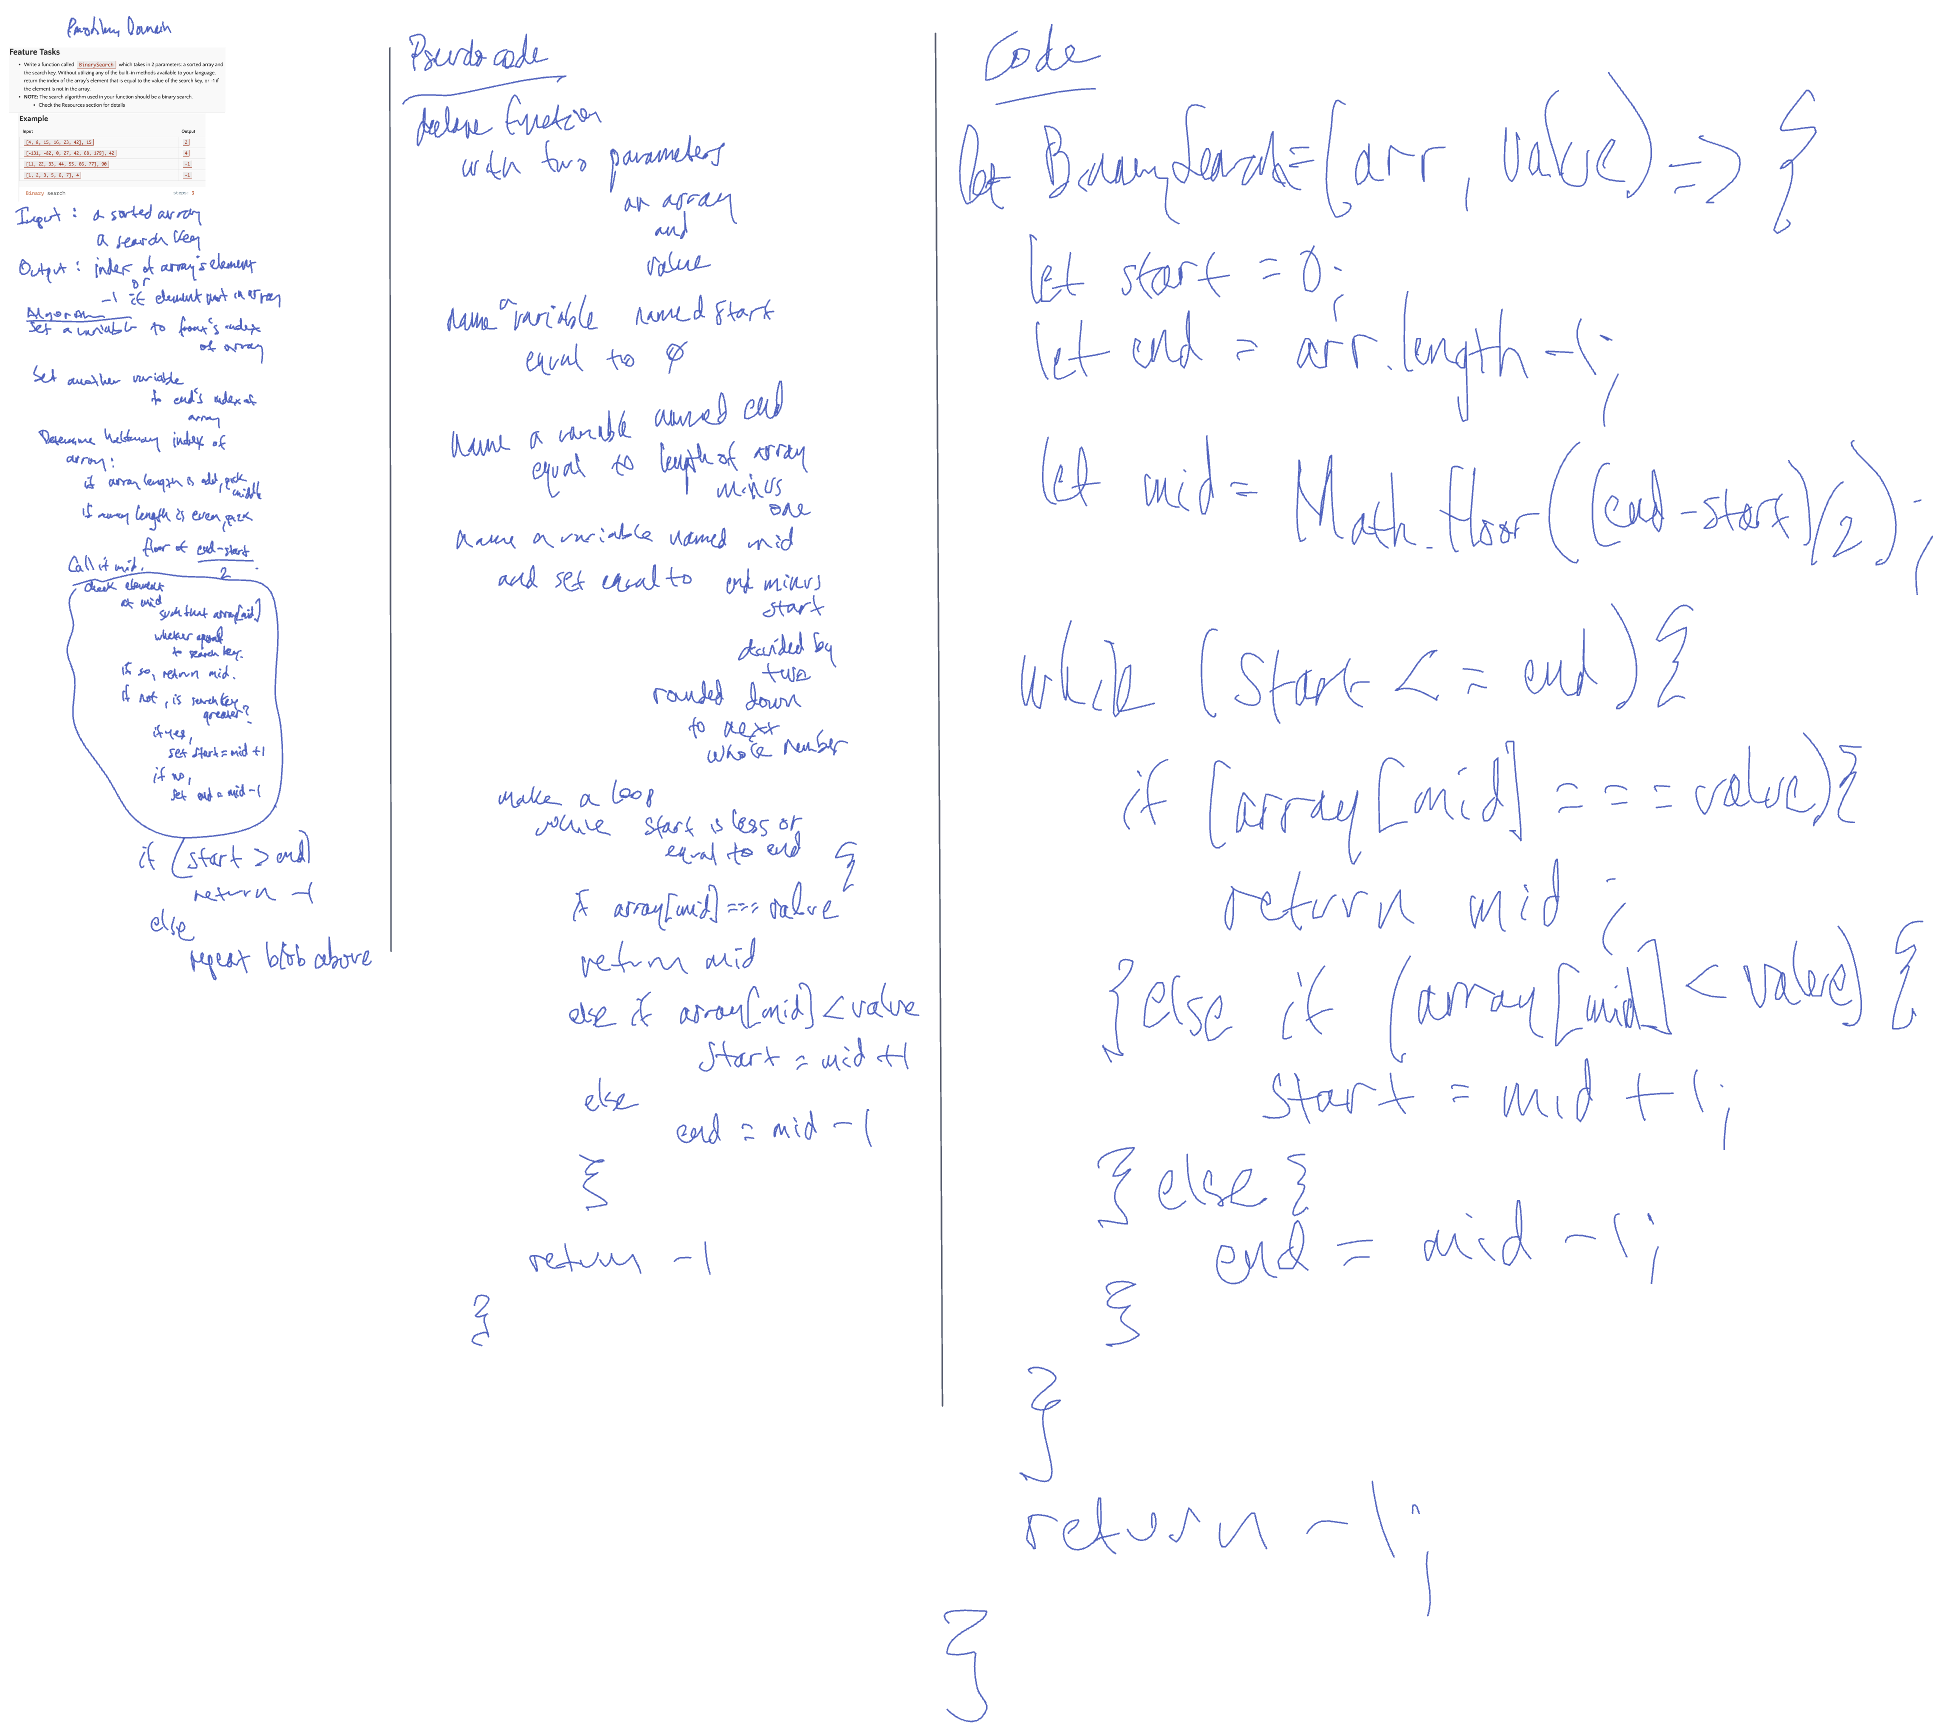 Problem Domain
Feature Tasks
• Write a function called BinarySearch which takes in 2 parameters: a sorted array and
the search key. Without utilizing any of the built-in methods available to your language,
return the index of the array's element that is equal to the value of the search key, or -1 if
the element is not in the array.
• NOTE: The search algorithm used in your function should be a binary search.
• Check the Resources section for details
Example
Input Output
[4, 8, 15, 16, 23, 42], 15 2
[-131, -82, 0, 27, 42, 68, 179], 42 4
[11, 22, 33, 44, 55, 66, 77], 90 -1
[1, 2, 3, 5, 6, 7], 4 -1
Binary search
Input : a sorted array
a search key
Output : index of array's element
or
-1 if element not in array
Algorithm
Set a variable to front's index
of array
Set another variable
to end's index of
array
Determine halfway index of
array:
if array length is odd, pick
middle
if array length is even, pick
floor of end-start
2
Call it mid.
check element
at mid
such that array[mid]
whether equal
to search key.
if so, return mid.
if not, is search key
greater?
if yes,
set start = mid +1
if no,
set end = mid -1
if (start > end)
return -1
else
repeat blob above
Pseudocode
declare function
with two parameters
an array
and
value
name a variable named start
equal to 0
name a variable named end
equal to length of array
minus
one
name a variable named mid
and set equal to end minus
start
divided by
two
rounded down
to next
whole number
make a loop
while start is less or
equal to end {
if array[mid] === value
return mid
else if array[mid] < value
start = mid +1
else
end = mid -1
}
return -1
}
Code
let BinarySearch = (arr, value) => {
let start = 0;
let end = arr.length -1;
let mid = Math.floor((end - start)/2);
while (start <= end){
if (array[mid] === value){
return mid;
}else if (array[mid] < value) {
start = mid +1;
} else {
end = mid -1;
}
}
return -1;
}